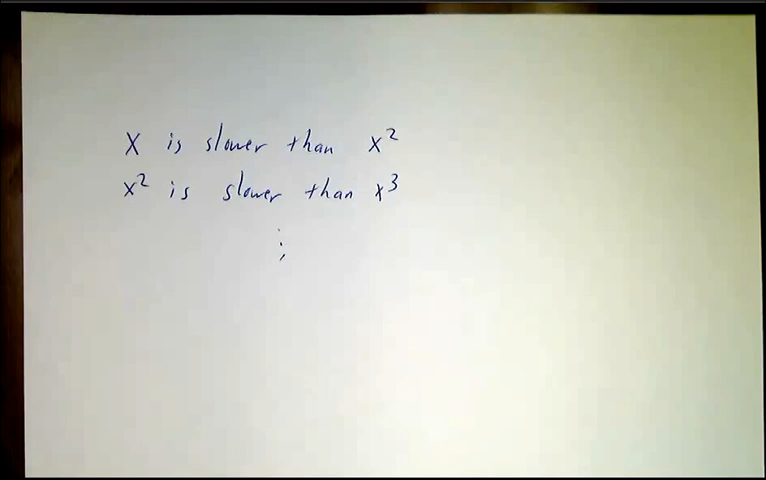 x is slower than x²
x² is slower than x³
⋮